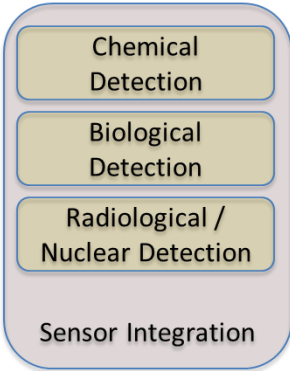 Chemical
Detection
Biological
Detection
Radiological /
Nuclear Detection
Sensor Integration